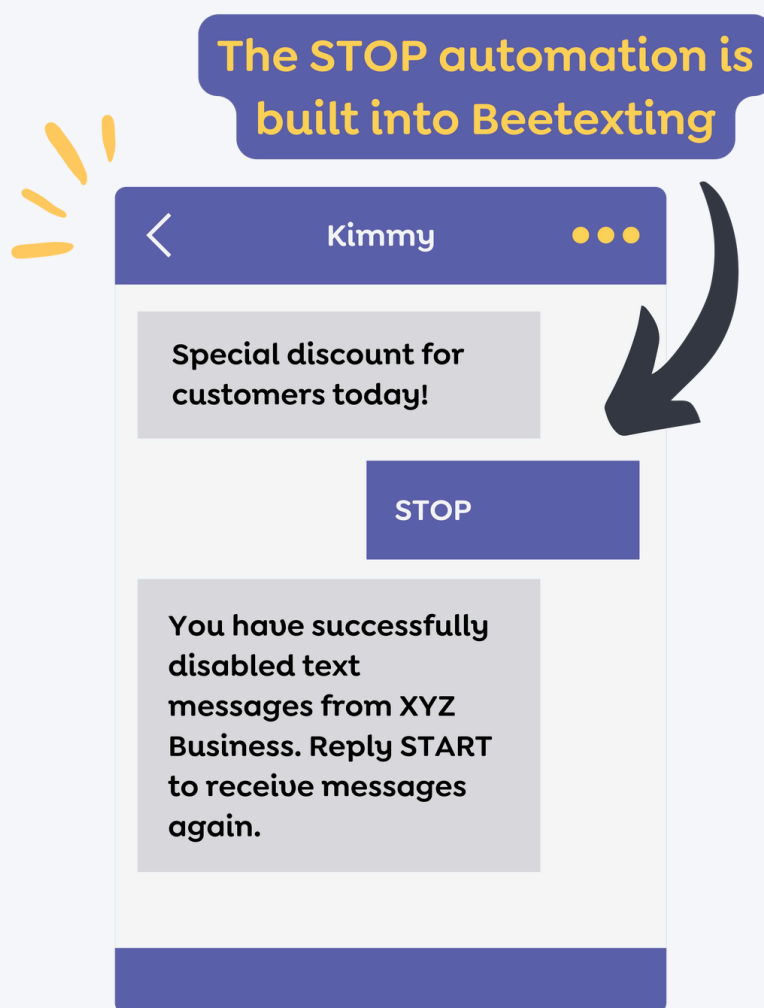 The STOP automation is
built into Beetexting
Kimmy
Special discount for
customers today!
STOP
You have successfully
disabled text
messages from XYZ
Business. Reply START
to receive messages
again.